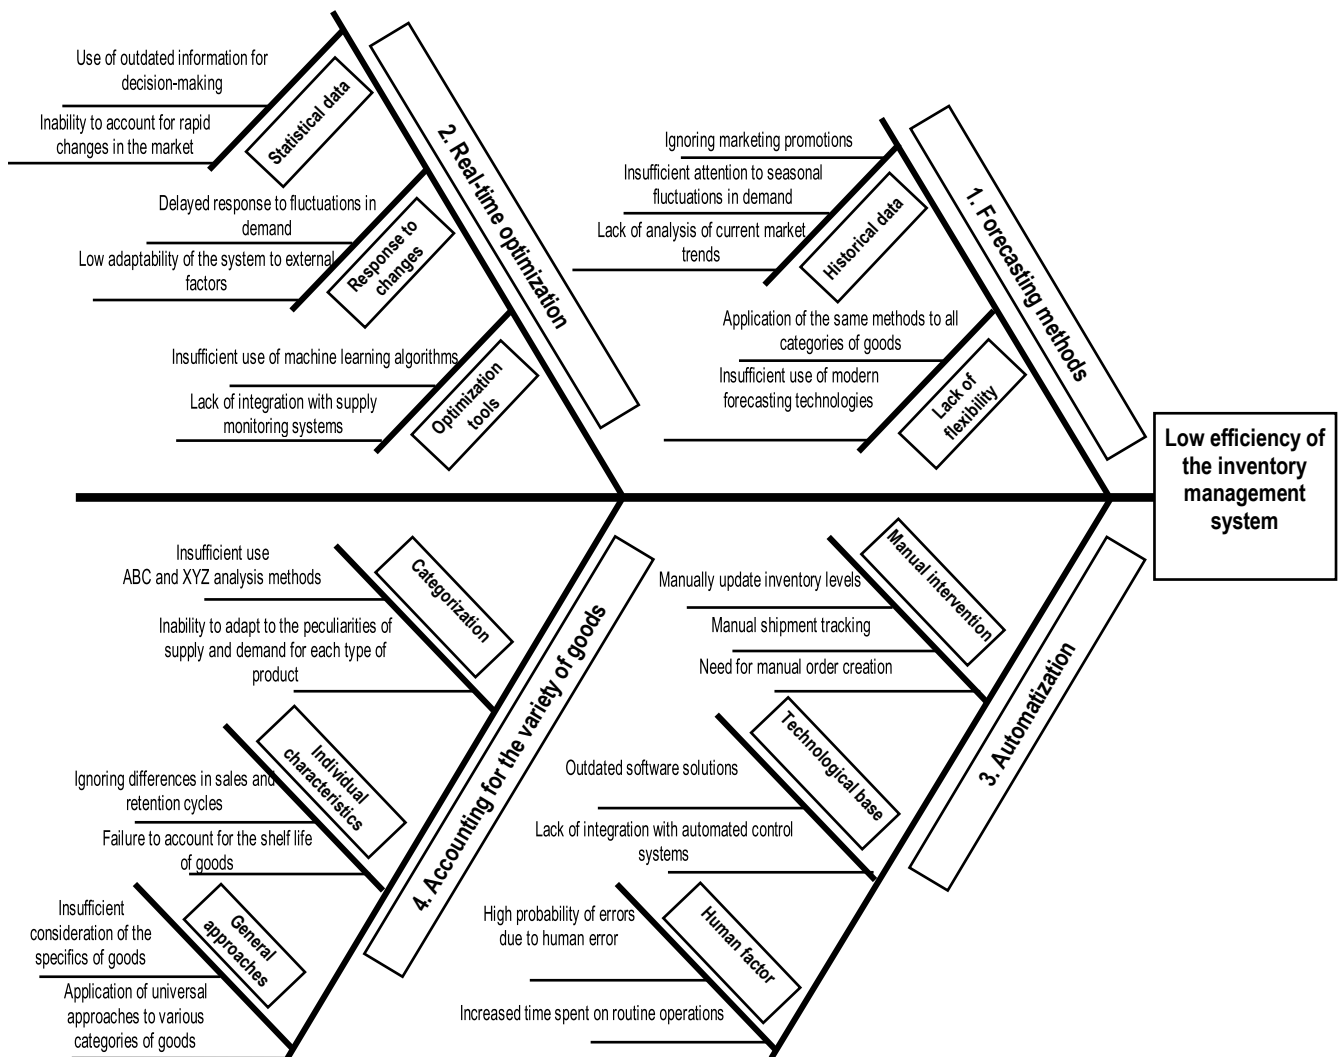 Use of outdated information for
decision-making
Inability to account for rapid
changes in the market
Statistical data
Delayed response to fluctuations in
demand
Low adaptability of the system to external
factors
Response to
changes
Insufficient use of machine learning algorithms
Lack of integration with supply
monitoring systems
Optimization
tools
2. Real-time optimization
Ignoring marketing promotions
Insufficient attention to seasonal
fluctuations in demand
Lack of analysis of current market
trends
Historical data
Application of the same methods to all
categories of goods
Insufficient use of modern
forecasting technologies
Lack of
flexibility
1. Forecasting methods
Low efficiency of
the inventory
management
system
Insufficient use
ABC and XYZ analysis methods
Inability to adapt to the peculiarities of
supply and demand for each type of
product
Categorization
Ignoring differences in sales and
retention cycles
Failure to account for the shelf life
of goods
Individual
characteristics
Insufficient
consideration of the
specifics of goods
Application of universal
approaches to various
categories of goods
General
approaches
4. Accounting for the variety of goods
Manually update inventory levels
Manual shipment tracking
Need for manual order creation
Manual intervention
Outdated software solutions
Lack of integration with automated control
systems
Technological base
High probability of errors
due to human error
Increased time spent on routine operations
Human factor
3. Automatization